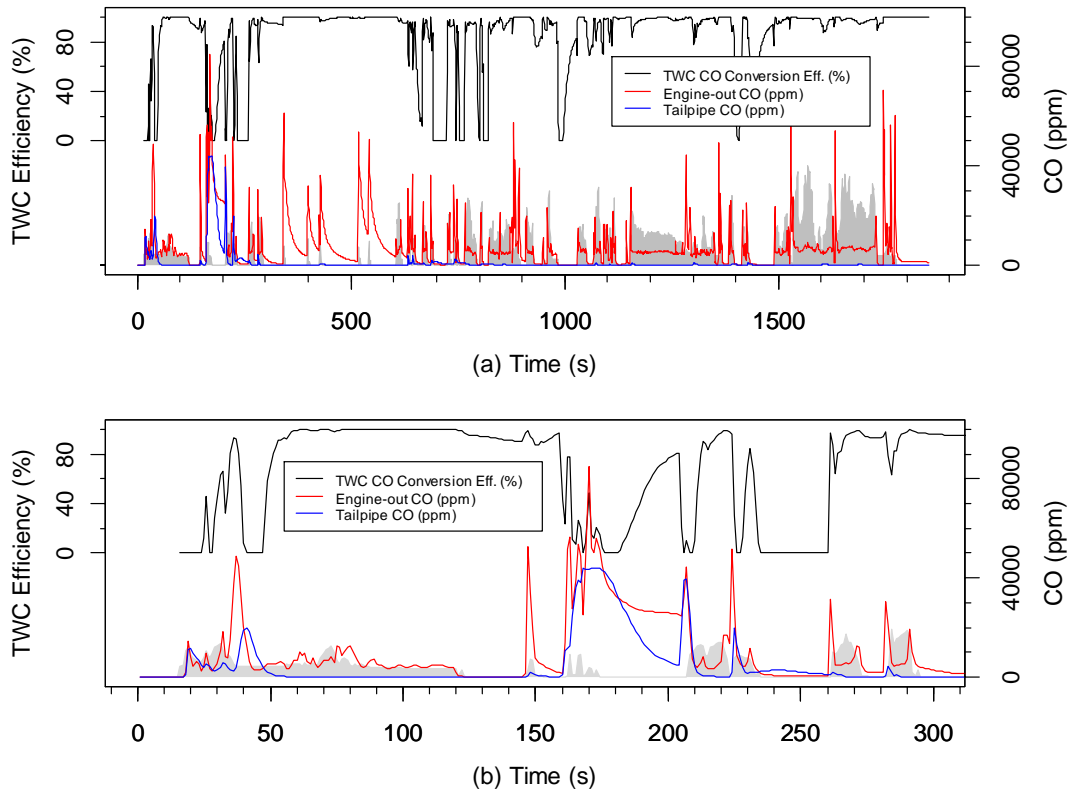 TWC Efficiency (%)
0 40 80
TWC CO Conversion Eff. (%)
Engine-out CO (ppm)
Tailpipe CO (ppm)
0 40000 80000
CO (ppm)
0 500 1000 1500
(a) Time (s)
TWC Efficiency (%)
0 40 80
TWC CO Conversion Eff. (%)
Engine-out CO (ppm)
Tailpipe CO (ppm)
0 40000 80000
CO (ppm)
0 50 100 150 200 250 300
(b) Time (s)